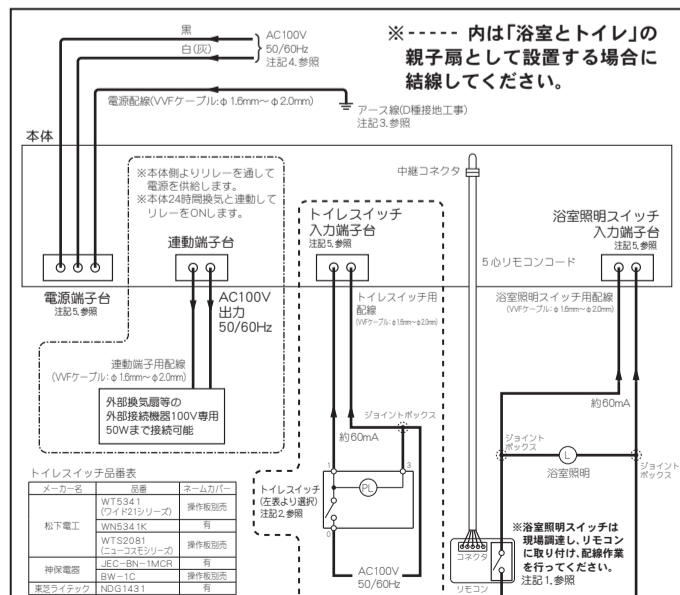 黒
白(灰)
AC100V
50/60Hz
注記4.参照
※----- 内は｢浴室とトイレ｣の
親子扇として設置する場合に
結線してください。
電源配線(VVFケーブル:φ1.6mm～φ2.0mm)
アース線(D種接地工事)
注記3.参照
本体
※本体側よりリレーを通して
電源を供給します。
※本体24時間換気と連動して
リレーをONします。
連動端子台
トイレスイッチ
入力端子台
注記5.参照
中継コネクタ
浴室照明スイッチ
入力端子台
注記5.参照
5心リモコンコード
電源端子台
注記5.参照
AC100V
出力
50/60Hz
トイレスイッチ用
配線
(VVFケーブル:φ1.6mm～φ2.0mm)
浴室照明スイッチ用配線
(VVFケーブル:φ1.6mm～φ2.0mm)
連動端子用配線
(VVFケーブル:φ1.6mm～φ2.0mm)
外部換気扇等の
外部接続機器100V専用
50Wまで接続可能
ジョイントボックス
約60mA
約60mA
ジョイント
ボックス
L
浴室照明
ジョイント
ボックス
トイレスイッチ品番表
メーカー名 品番 ネームカバー
松下電工 WT5341
(ワイド21シリーズ) 操作板別売
WN5341K 有
WTS2081
(ニューコスモシリーズ) 操作板別売
神保電器 JEC-BN-1MCR 有
BW-1C 操作板別売
東芝ライテック NDG1431 有
トイレスイッチ
(左表より選択)
注記2.参照
1
3
PL
0
AC100V
50/60Hz
コネクタ
リモコン
※浴室照明スイッチは
現場調達し、リモコン
に取り付け、配線作業
を行ってください。
注記1.参照